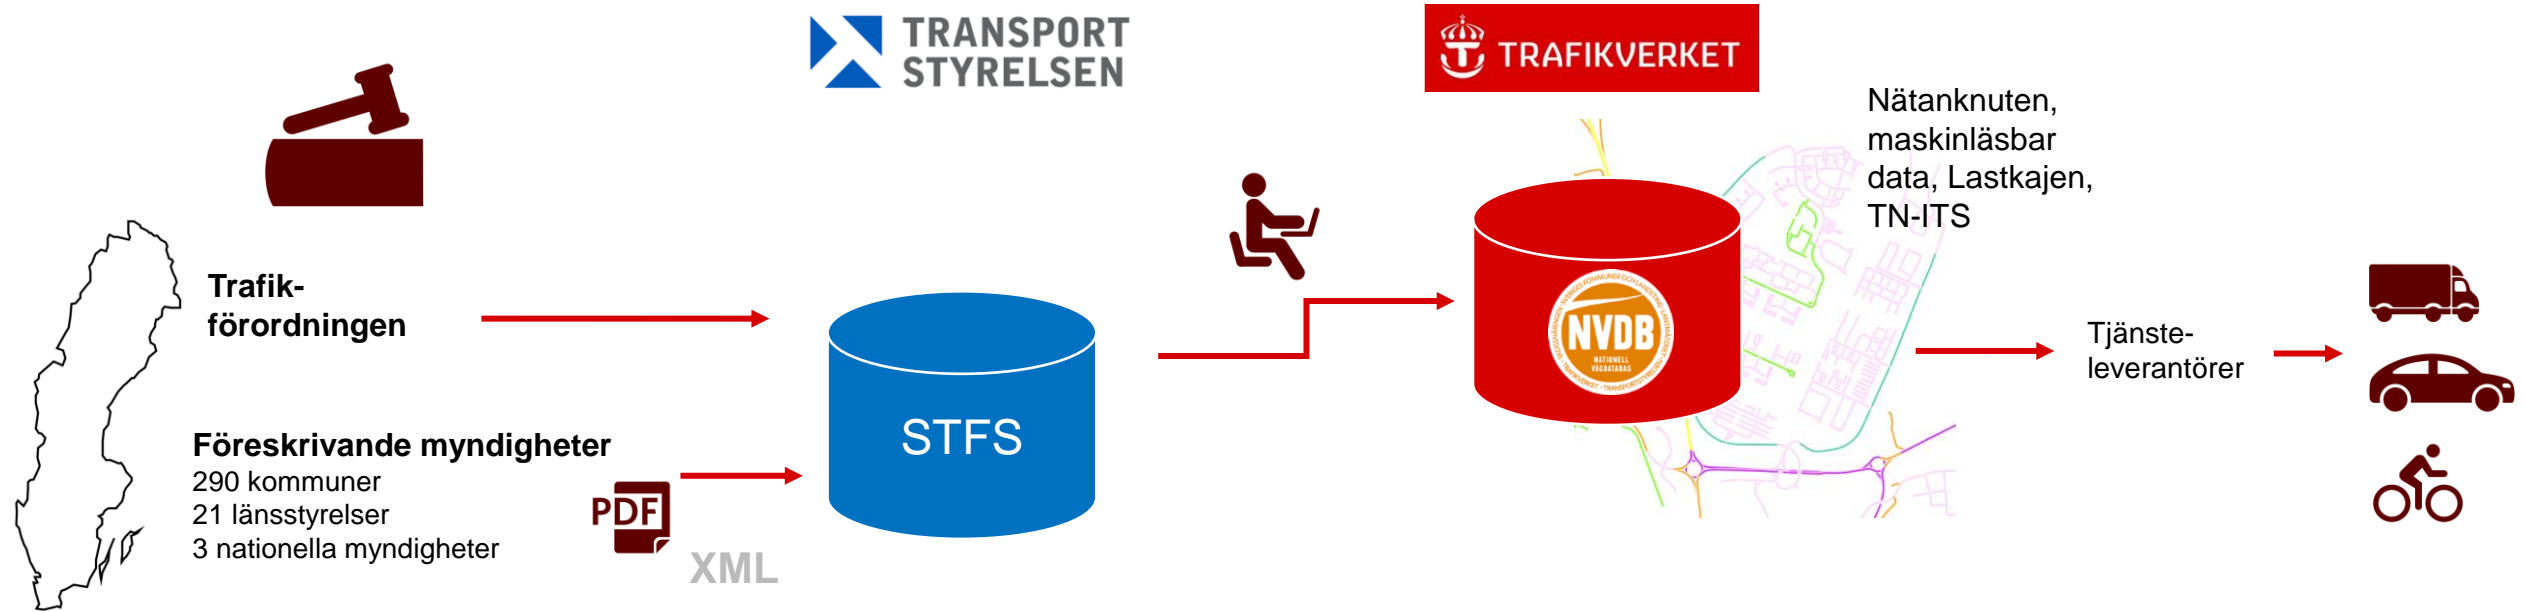 TRANSPORT
STYRELSEN
TRAFIKVERKET
Nätanknuten,
maskinläsbar
data, Lastkajen,
TN-ITS
Trafik-
förordningen
Föreskrivande myndigheter
290 kommuner
21 länsstyrelser
3 nationella myndigheter
PDF
XML
STFS
NVDB
NATIONELL
VÄGDATABAS
Tjänste-
leverantörer